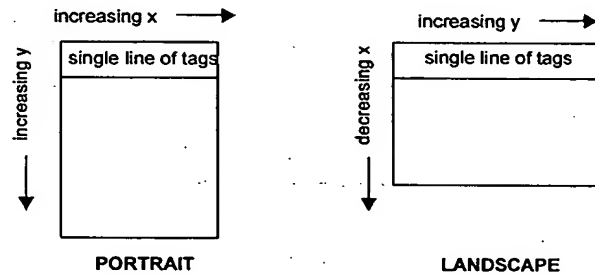 increasing x
increasing y
single line of tags
PORTRAIT
increasing y
decreasing x
single line of tags
LANDSCAPE